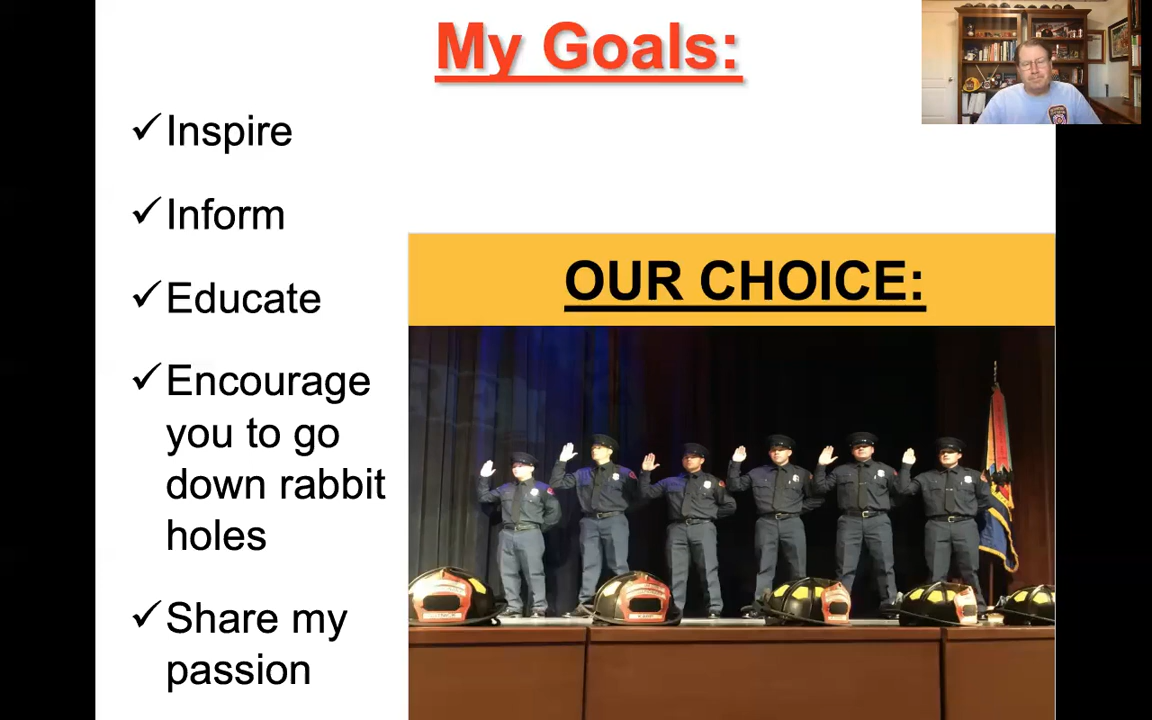 My Goals:
✓Inspire
✓Inform
✓Educate
✓Encourage
you to go
down rabbit
holes
✓Share my
passion
OUR CHOICE: